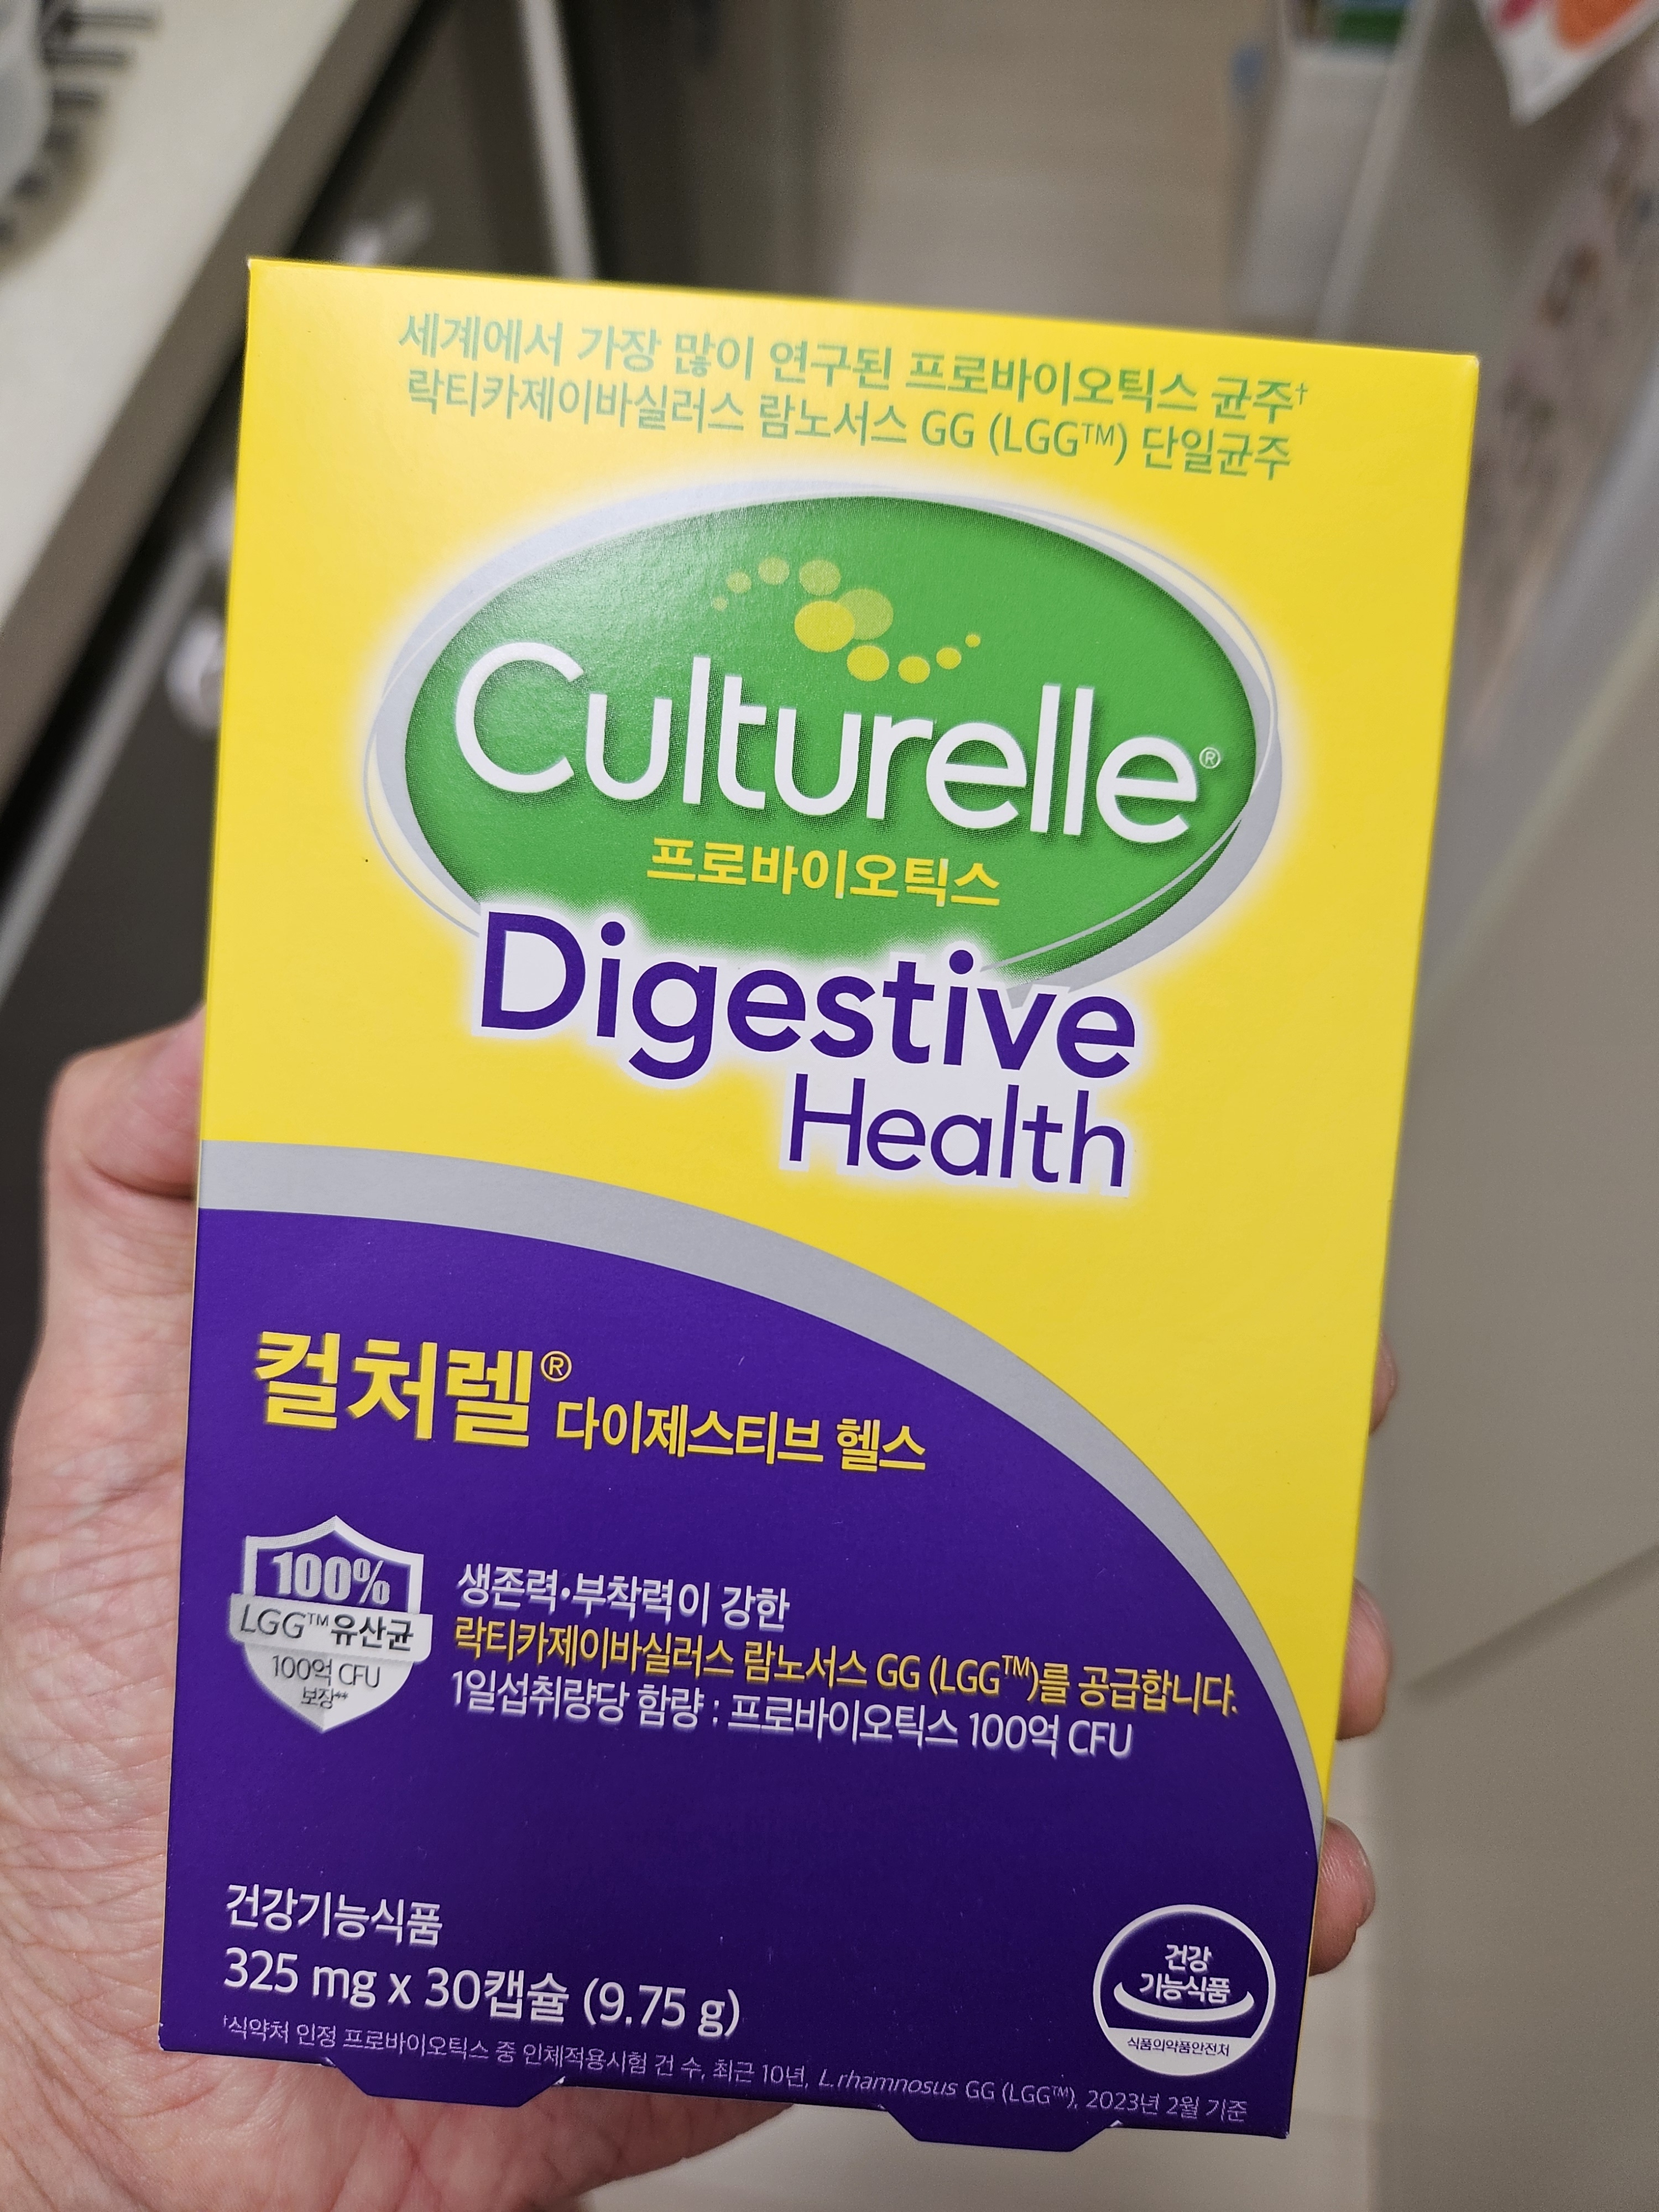 세계에서 가장 많이 연구된 프로바이오틱스 균주†
락티카제이바실러스 람노서스 GG (LGG™) 단일균주
Culturelle®
프로바이오틱스
Digestive
Health
컬처렐® 다이제스티브 헬스
100%
LGG™유산균
100억 CFU
보장**
생존력•부착력이 강한
락티카제이바실러스 람노서스 GG (LGG™)를 공급합니다.
1일섭취량당 함량 : 프로바이오틱스 100억 CFU
건강기능식품
325 mg x 30캡슐 (9.75 g)
†식약처 인정 프로바이오틱스 중 인체적용시험 건 수, 최근 10년, L.rhamnosus GG (LGG™), 2023년 2월 기준
건강
기능식품
식품의약품안전처